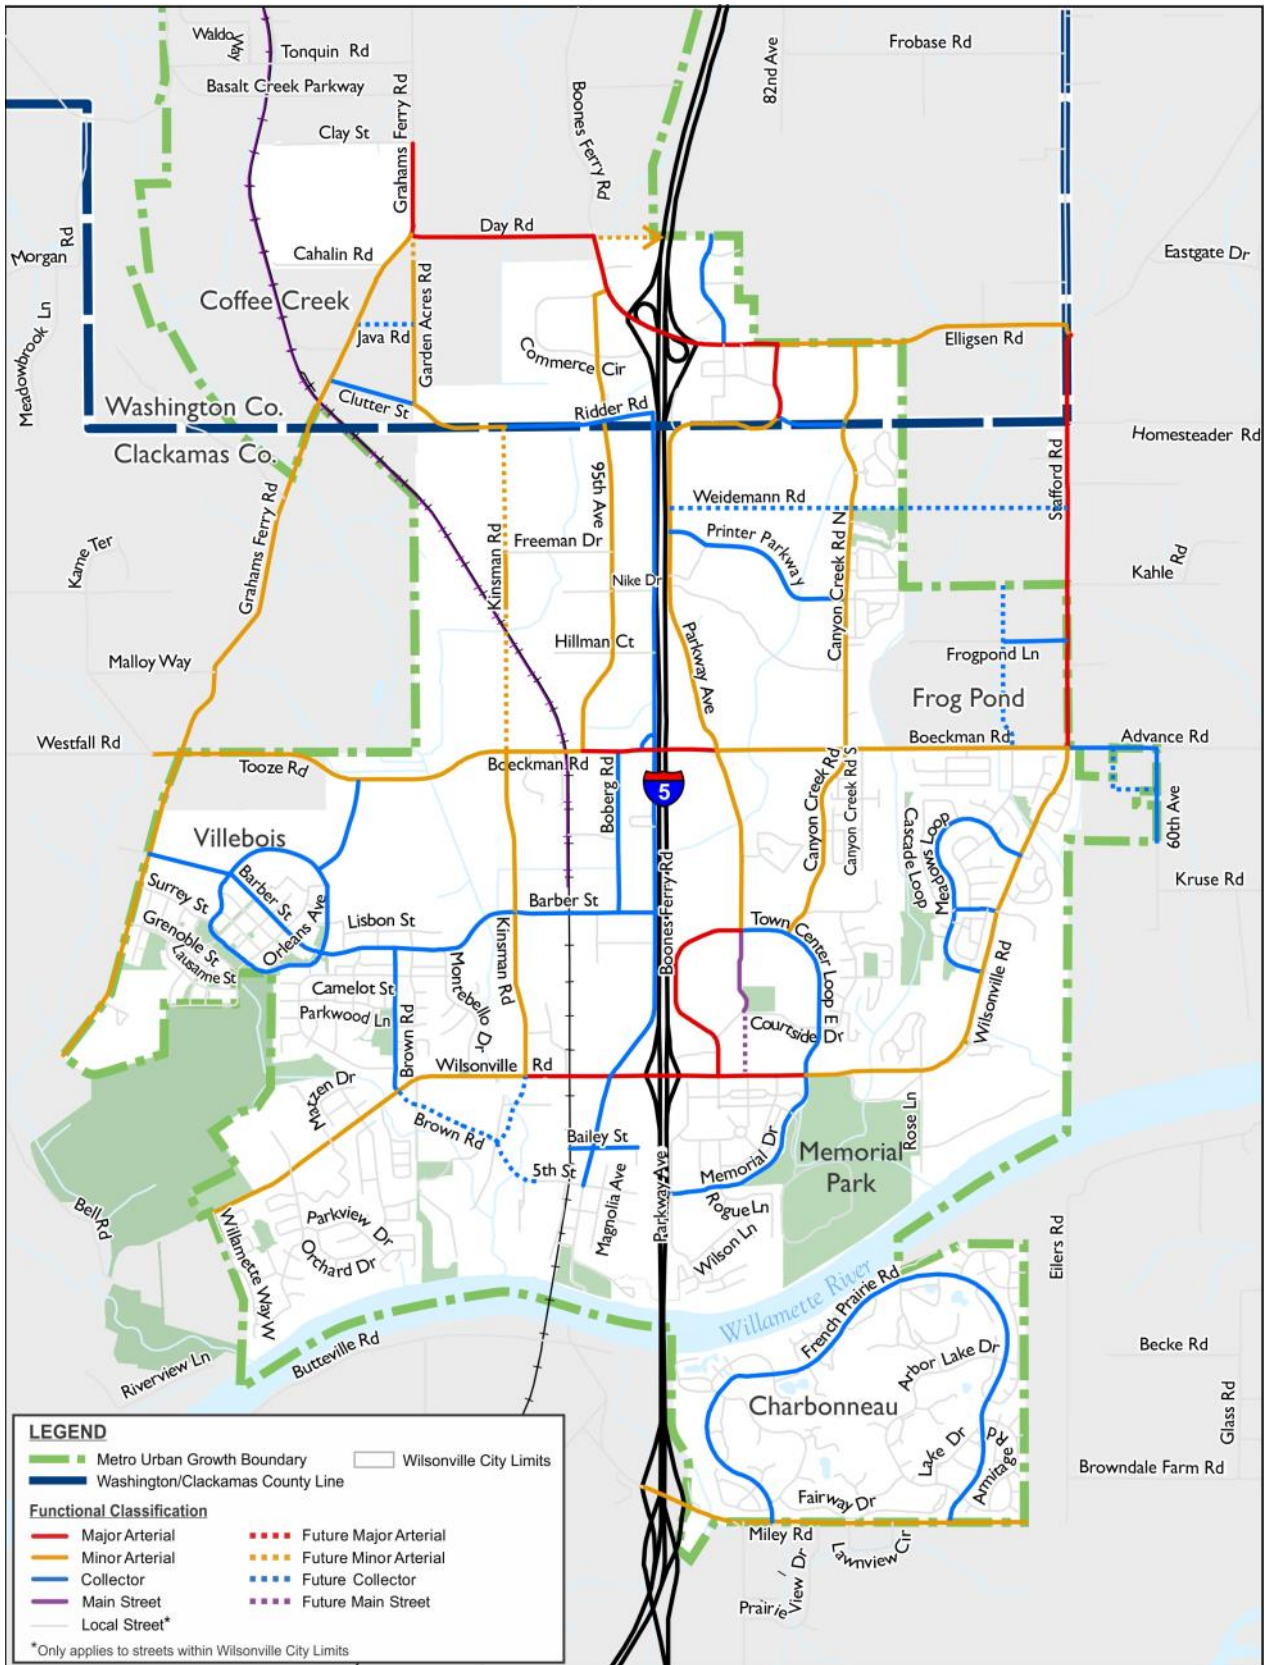 Waldo Way
Tonquin Rd
Basalt Creek Parkway
Clay St
Grahams Ferry Rd
Boones Ferry Rd
82nd Ave
Frobase Rd
Morgan Rd
Cahalin Rd
Day Rd
Eastgate Dr
Coffee Creek
Meadowbrook Ln
Java Rd
Garden Acres Rd
Commerce Cir
Elligsen Rd
Washington Co.
Clutter St
Ridder Rd
Clackamas Co.
Homesteader Rd
Stafford Rd
95th Ave
Weidemann Rd
Grahams Ferry Rd
Kinsman Rd
Freeman Dr
Printer Parkway
Canyon Creek Rd N
Kame Ter
Nike Dr
Kahle Rd
Hillman Ct
Parkway Ave
Malloy Way
Frogpond Ln
Frog Pond
Westfall Rd
Boeckman Rd
Advance Rd
Tooze Rd
Boeckman Rd
5
Boberg Rd
Canyon Creek Rd
Canyon Creek Rd S
Cascade Loop
Meadows Loop
60th Ave
Villebois
Boones Ferry Rd
Surrey St
Barber St
Barber St
Kruse Rd
Grenoble St
Orleans Ave
Lisbon St
Town Center Loop E
Lausanne St
Kinsman Rd
Montebello Dr
Camelot St
Parkwood Ln
Brown Rd
Courtside Dr
Wilsonville Rd
Wilsonville Rd
Matzen Dr
Brown Rd
Bailey St
Rose Ln
5th St
Memorial Dr
Memorial
Park
Magnolia Ave
Parkway Ave
Rogue Ln
Wilson Ln
Bell Rd
Parkview Dr
Orchard Dr
Willamette Way W
Eilers Rd
Willamette River
French Prairie Rd
Riverview Ln
Butteville Rd
Becke Rd
Arbor Lake Dr
Charbonneau
Glass Rd
Lake Dr
Armitage Rd
Browndale Farm Rd
Fairway Dr
Miley Rd
Lawnview Cir
Prairie View Dr
LEGEND
Metro Urban Growth Boundary
Wilsonville City Limits
Washington/Clackamas County Line
Functional Classification
Major Arterial
Future Major Arterial
Minor Arterial
Future Minor Arterial
Collector
Future Collector
Main Street
Future Main Street
Local Street*
*Only applies to streets within Wilsonville City Limits